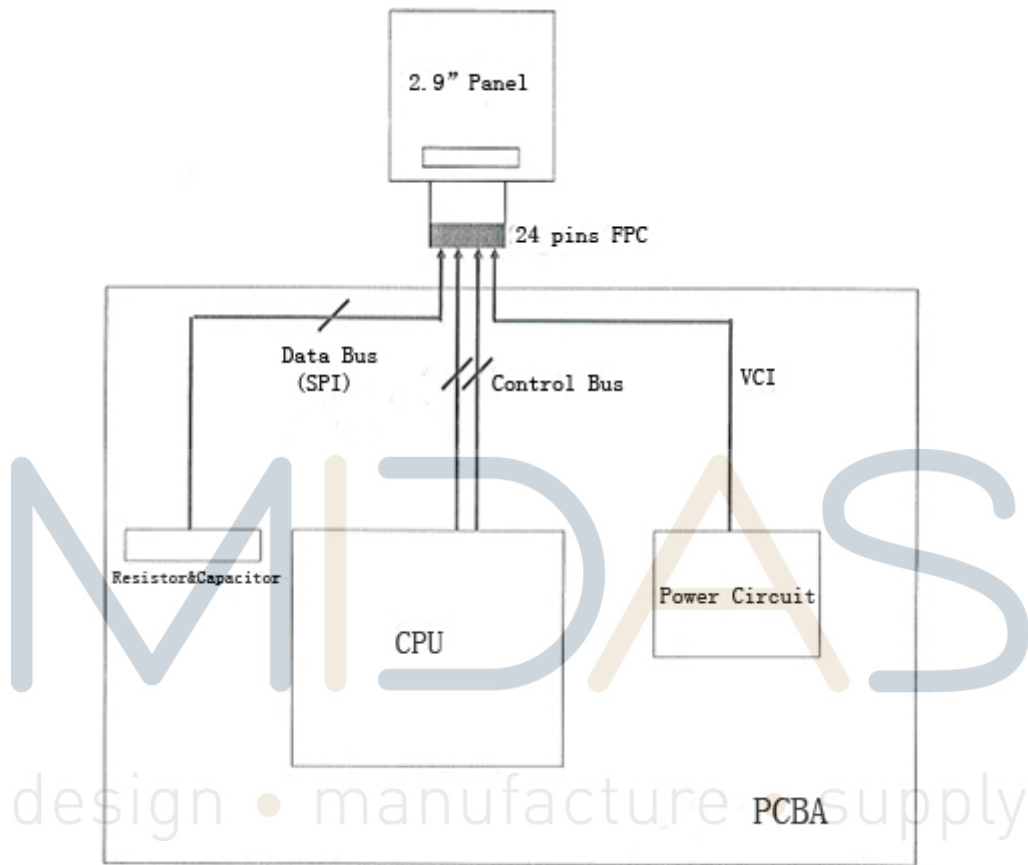 2.9” Panel
24 pins FPC
Data Bus
(SPI)
Control Bus
VCI
Resistor&Capacitor
CPU
Power Circuit
MIDAS
design • manufacture • supply
PCBA